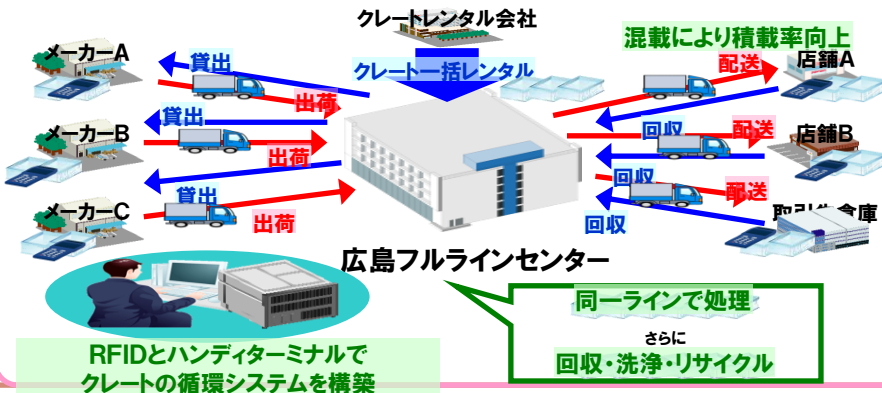 クレートレンタル会社
混載により積載率向上
メーカーA
貸出
クレート一括レンタル
配送
店舗A
出荷
メーカーB
貸出
回収
配送
店舗B
出荷
回収
メーカーC
貸出
配送
出荷
回収
取引先倉庫
広島フルラインセンター
同一ラインで処理
さらに
回収・洗浄・リサイクル
RFIDとハンディターミナルで
クレートの循環システムを構築